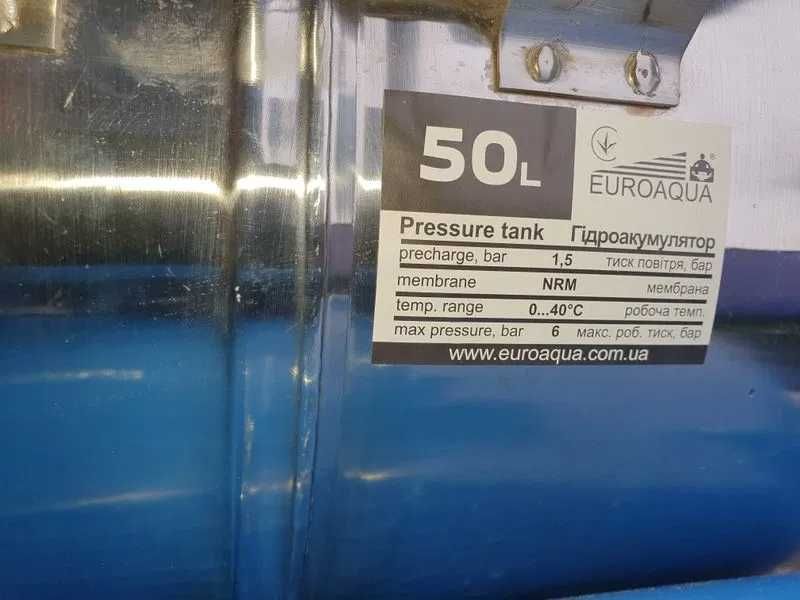 50L
EUROAQUA®
Pressure tank Гідроакумулятор
precharge, bar 1,5 тиск повітря, бар
membrane NRM мембрана
temp. range 0...40°C робоча темп.
max pressure, bar 6 макс. роб. тиск, бар
www.euroaqua.com.ua